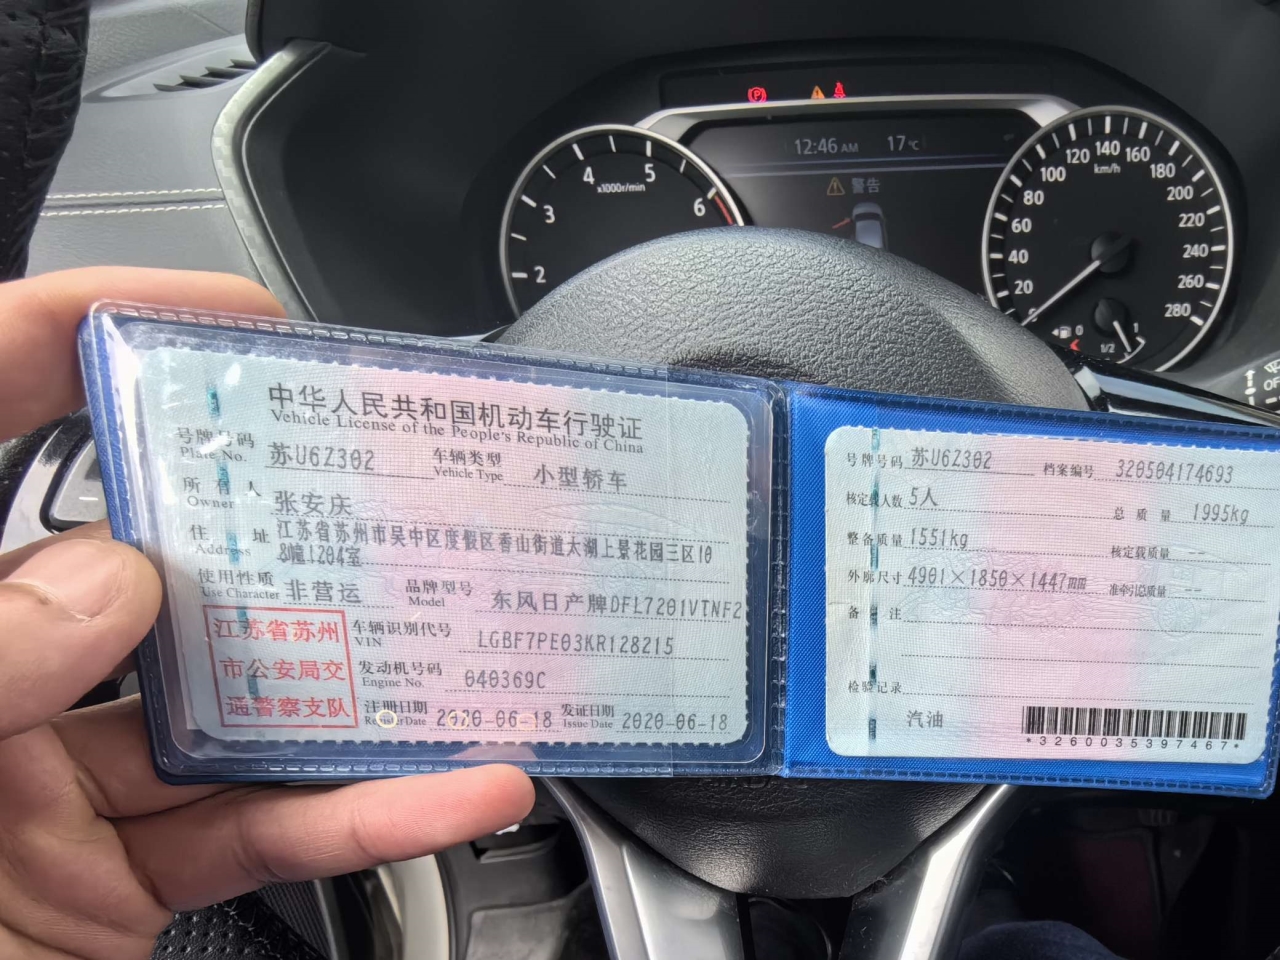 12:46 AM 17℃
警告
4 5
x1000r/min
3 6
2
0 20 40 60 80 100 120 140 160 180 200 220 240 260 280
km/h
0 1/2 1
OFF
中华人民共和国机动车行驶证
Vehicle License of the People's Republic of China
号牌号码 苏U6Z302 车辆类型 小型轿车
Plate No. Vehicle Type
所有人 张安庆
Owner
住址 江苏省苏州市吴中区度假区香山街道太湖上景花园三区10
Address 8幢1204室
使用性质 非营运 品牌型号 东风日产牌DFL7201VTNF2
Use Character Model
江苏省苏州
市公安局交
通警察支队
车辆识别代号 LGBF7PE03KR128215
VIN
发动机号码 040369C
Engine No.
注册日期 2020-06-18 发证日期 2020-06-18
Register Date Issue Date
号牌号码 苏U6Z302 档案编号 320504174693
核定载人数 5人 总质量 1995kg
整备质量 1551kg 核定载质量 --
外廓尺寸 4901×1850×1447mm 准牵引总质量 --
备注
检验记录
汽油
*3260035397467*